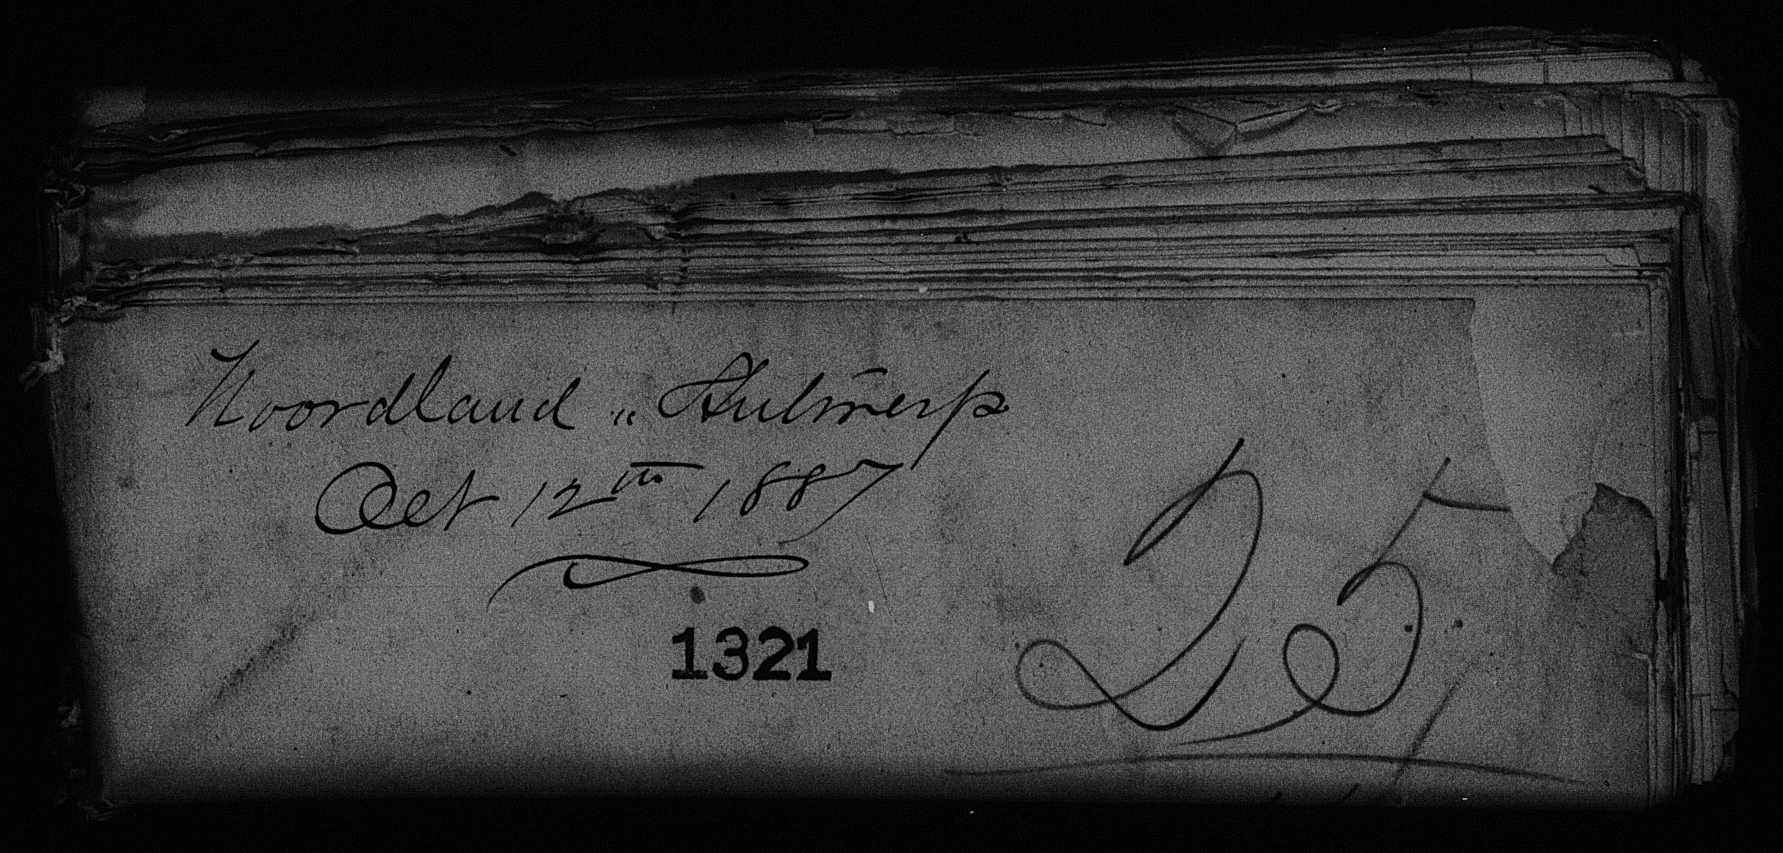 Noordland „ Antwerp
Oct 12th 1887
1321
25